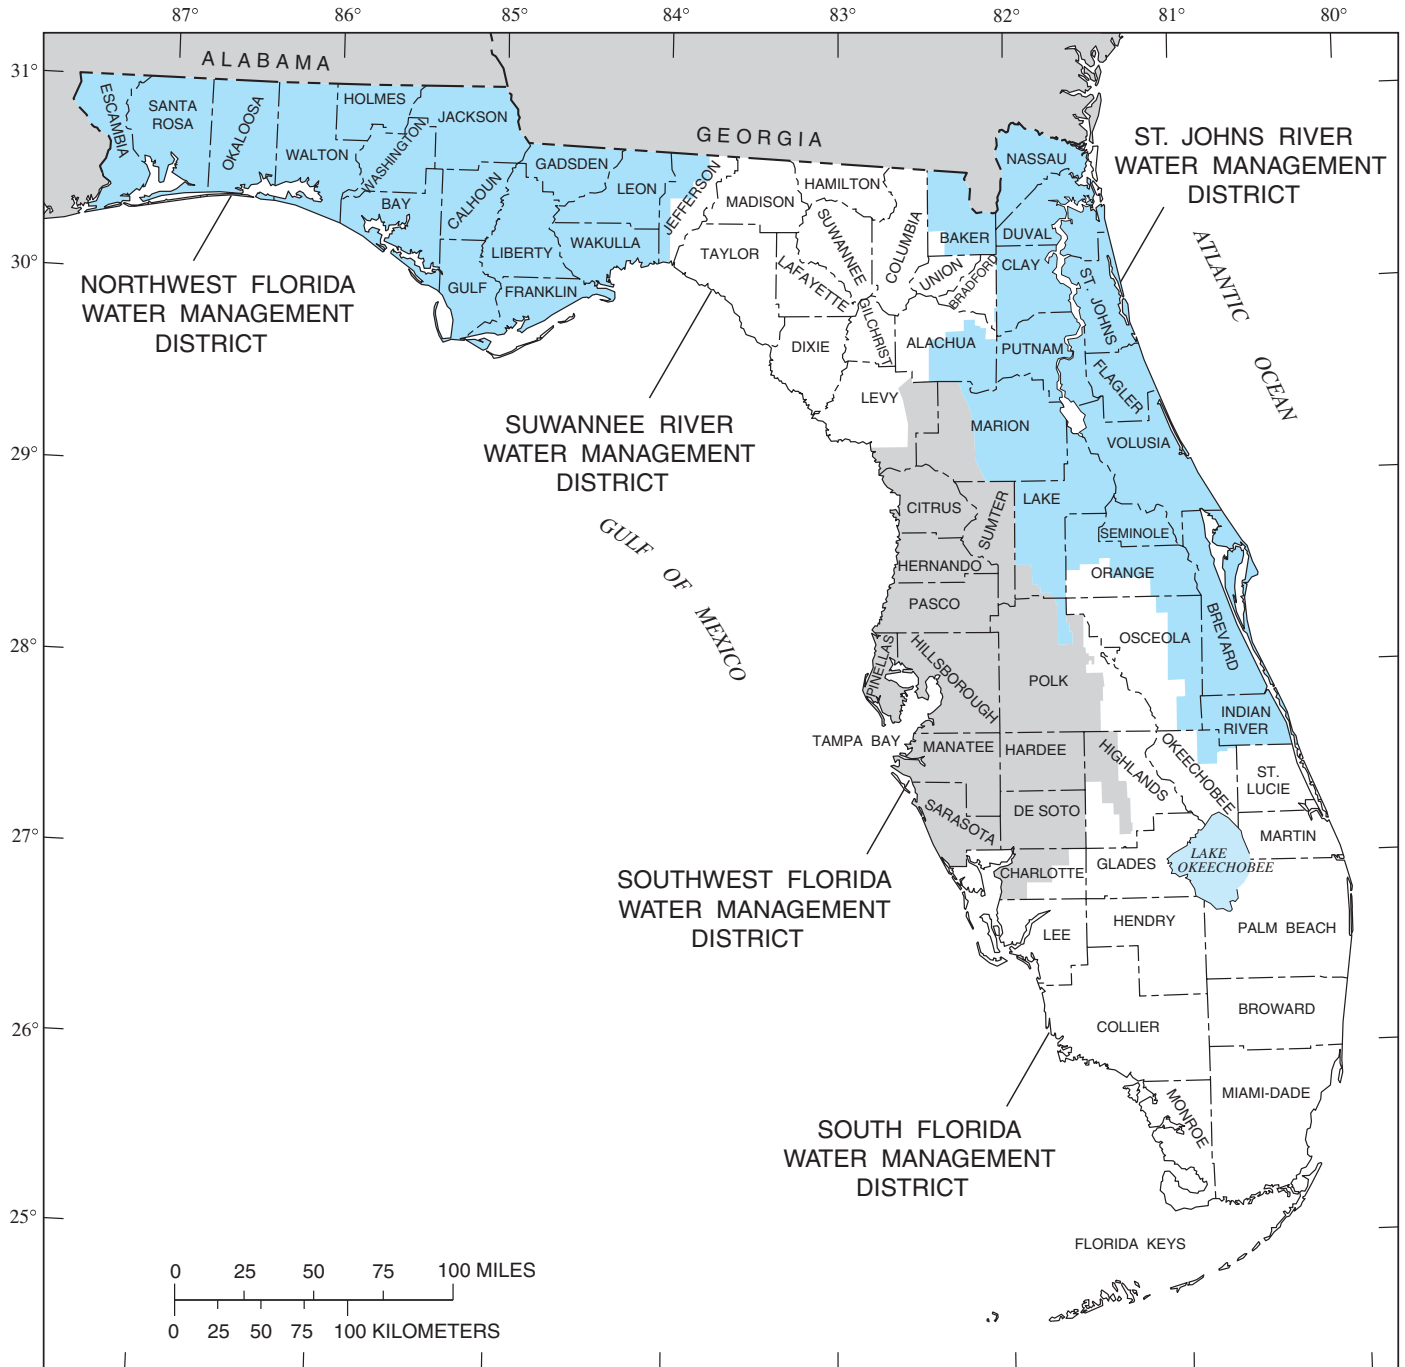 87°
86°
85°
84°
83°
82°
81°
80°
31°
30°
29°
28°
27°
26°
25°
ALABAMA
GEORGIA
ESCAMBIA
SANTA
ROSA
OKALOOSA
WALTON
HOLMES
WASHINGTON
JACKSON
BAY
CALHOUN
GULF
LIBERTY
FRANKLIN
GADSDEN
LEON
WAKULLA
JEFFERSON
MADISON
TAYLOR
HAMILTON
SUWANNEE
LAFAYETTE
DIXIE
COLUMBIA
GILCHRIST
LEVY
UNION
BRADFORD
ALACHUA
BAKER
NASSAU
DUVAL
CLAY
ST. JOHNS
PUTNAM
FLAGLER
MARION
VOLUSIA
LAKE
SEMINOLE
ORANGE
BREVARD
OSCEOLA
INDIAN
RIVER
CITRUS
SUMTER
HERNANDO
PASCO
PINELLAS
HILLSBOROUGH
POLK
TAMPA BAY
MANATEE
HARDEE
HIGHLANDS
OKEECHOBEE
ST.
LUCIE
SARASOTA
DE SOTO
MARTIN
CHARLOTTE
GLADES
LAKE
OKEECHOBEE
LEE
HENDRY
PALM BEACH
COLLIER
BROWARD
MIAMI-DADE
MONROE
FLORIDA KEYS
ST. JOHNS RIVER
WATER MANAGEMENT
DISTRICT
ATLANTIC
OCEAN
NORTHWEST FLORIDA
WATER MANAGEMENT
DISTRICT
SUWANNEE RIVER
WATER MANAGEMENT
DISTRICT
GULF OF MEXICO
SOUTHWEST FLORIDA
WATER MANAGEMENT
DISTRICT
SOUTH FLORIDA
WATER MANAGEMENT
DISTRICT
0 25 50 75 100 MILES
0 25 50 75 100 KILOMETERS